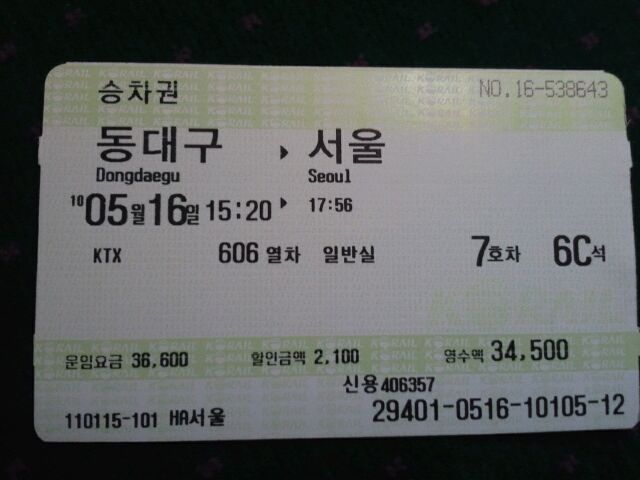 승차권 NO.16-538643
동대구 ▶ 서울
Dongdaegu Seoul
10 05월 16일 15:20 ▶ 17:56
KTX 606 열차 일반실 7호차 6C석
KORAIL
운임요금 36,600 할인금액 2,100 영수액 34,500
신용406357
110115-101 HA서울 29401-0516-10105-12